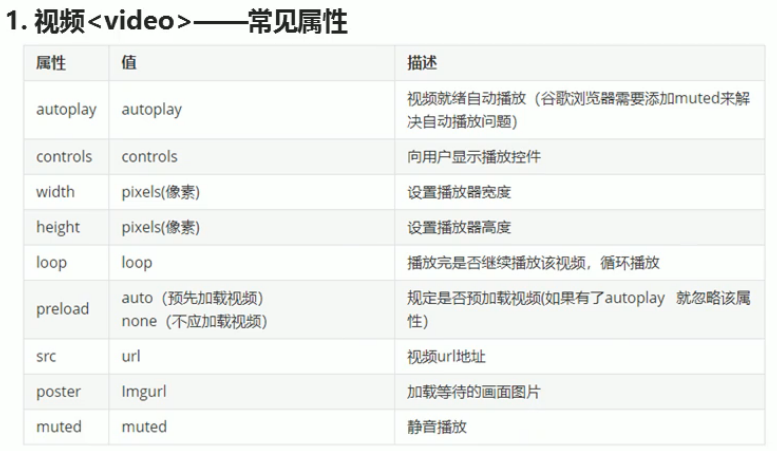 1. 视频<video>——常见属性
属性 值 描述
autoplay autoplay 视频就绪自动播放（谷歌浏览器需要添加muted来解
决自动播放问题）
controls controls 向用户显示播放控件
width pixels(像素) 设置播放器宽度
height pixels(像素) 设置播放器高度
loop loop 播放完是否继续播放该视频，循环播放
preload auto（预先加载视频） 规定是否预加载视频(如果有了autoplay 就忽略该属
none（不应加载视频） 性)
src url 视频url地址
poster Imgurl 加载等待的画面图片
muted muted 静音播放